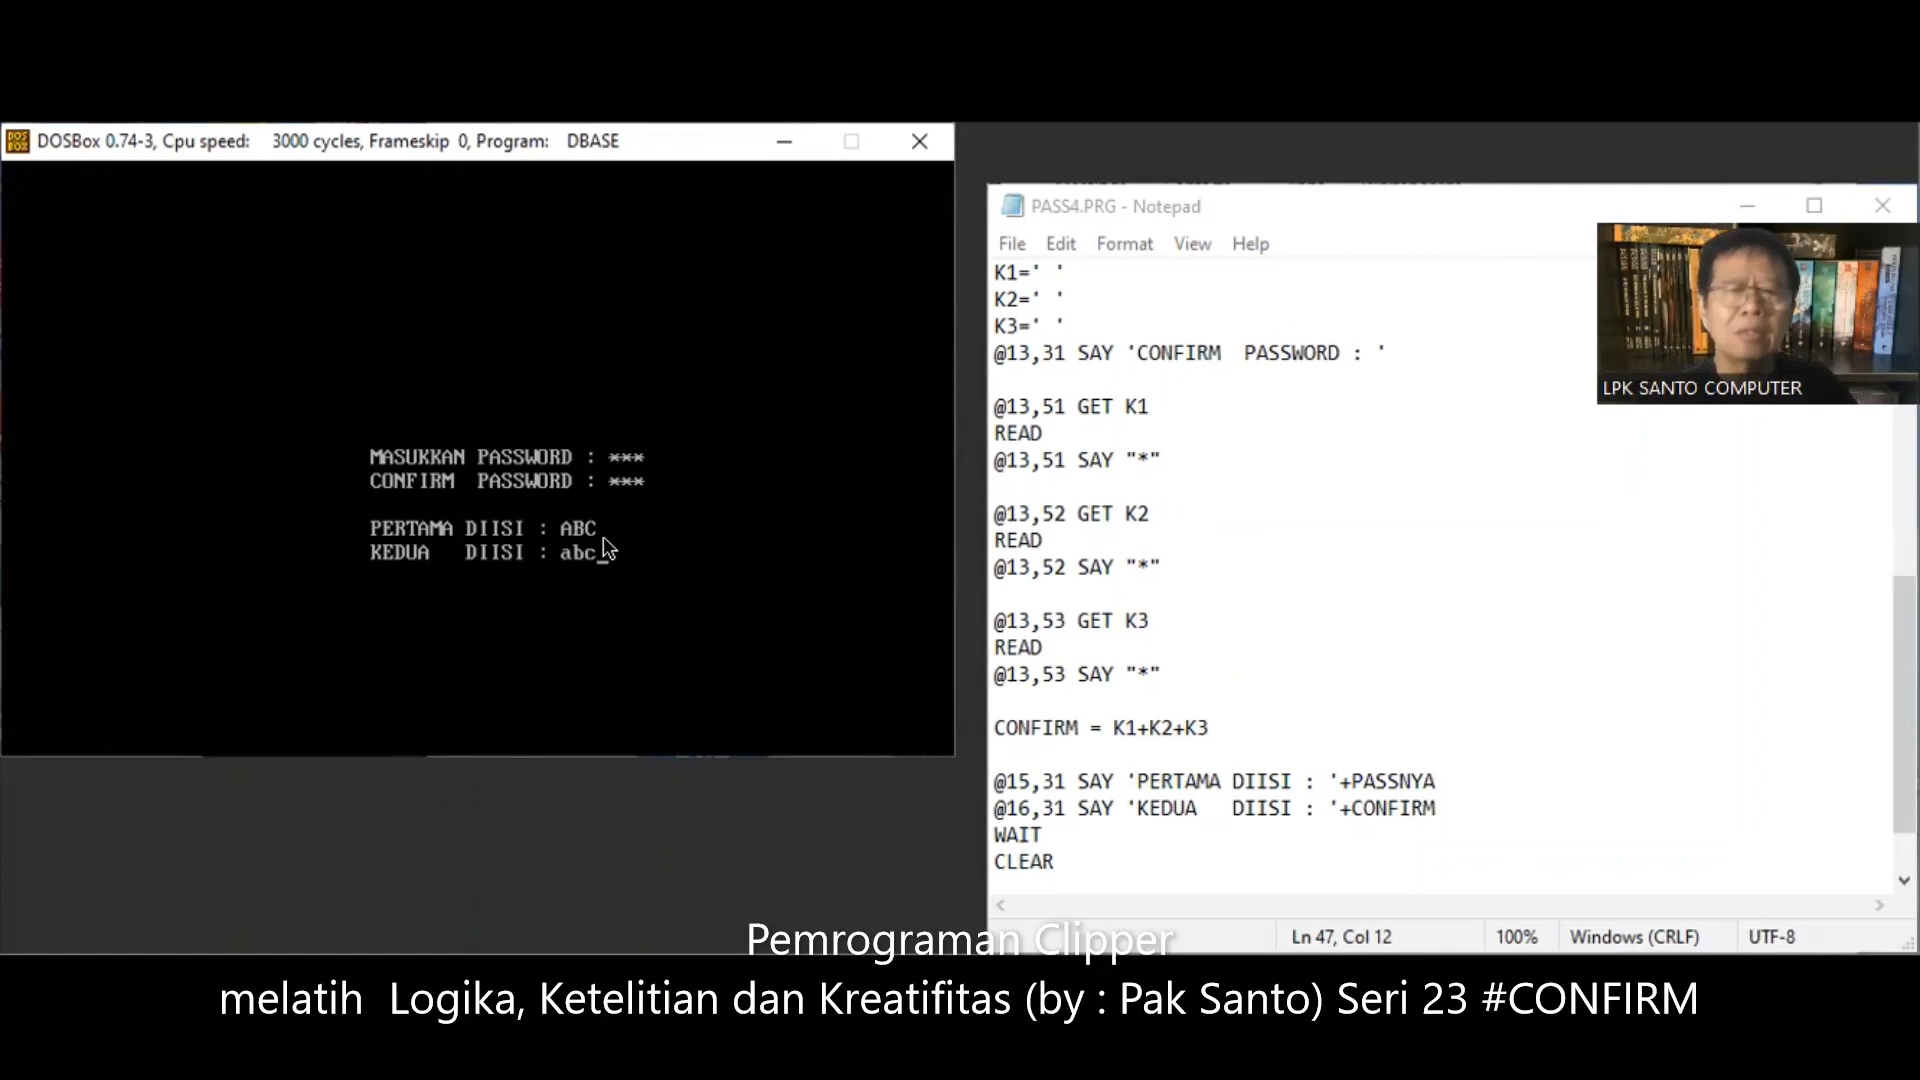 DOS BOX
DOSBox 0.74-3, Cpu speed: 3000 cycles, Frameskip 0, Program: DBASE
MASUKKAN PASSWORD : ***
CONFIRM  PASSWORD : ***
PERTAMA DIISI : ABC
KEDUA   DIISI : abc_
PASS4.PRG - Notepad
File Edit Format View Help
K1=' '
K2=' '
K3=' '
@13,31 SAY 'CONFIRM  PASSWORD : '
@13,51 GET K1
READ
@13,51 SAY "*"
@13,52 GET K2
READ
@13,52 SAY "*"
@13,53 GET K3
READ
@13,53 SAY "*"
CONFIRM = K1+K2+K3
@15,31 SAY 'PERTAMA DIISI : '+PASSNYA
@16,31 SAY 'KEDUA   DIISI : '+CONFIRM
WAIT
CLEAR
Ln 47, Col 12 100% Windows (CRLF) UTF-8
LPK SANTO COMPUTER
Pemrograman Clipper
melatih  Logika, Ketelitian dan Kreatifitas (by : Pak Santo) Seri 23 #CONFIRM